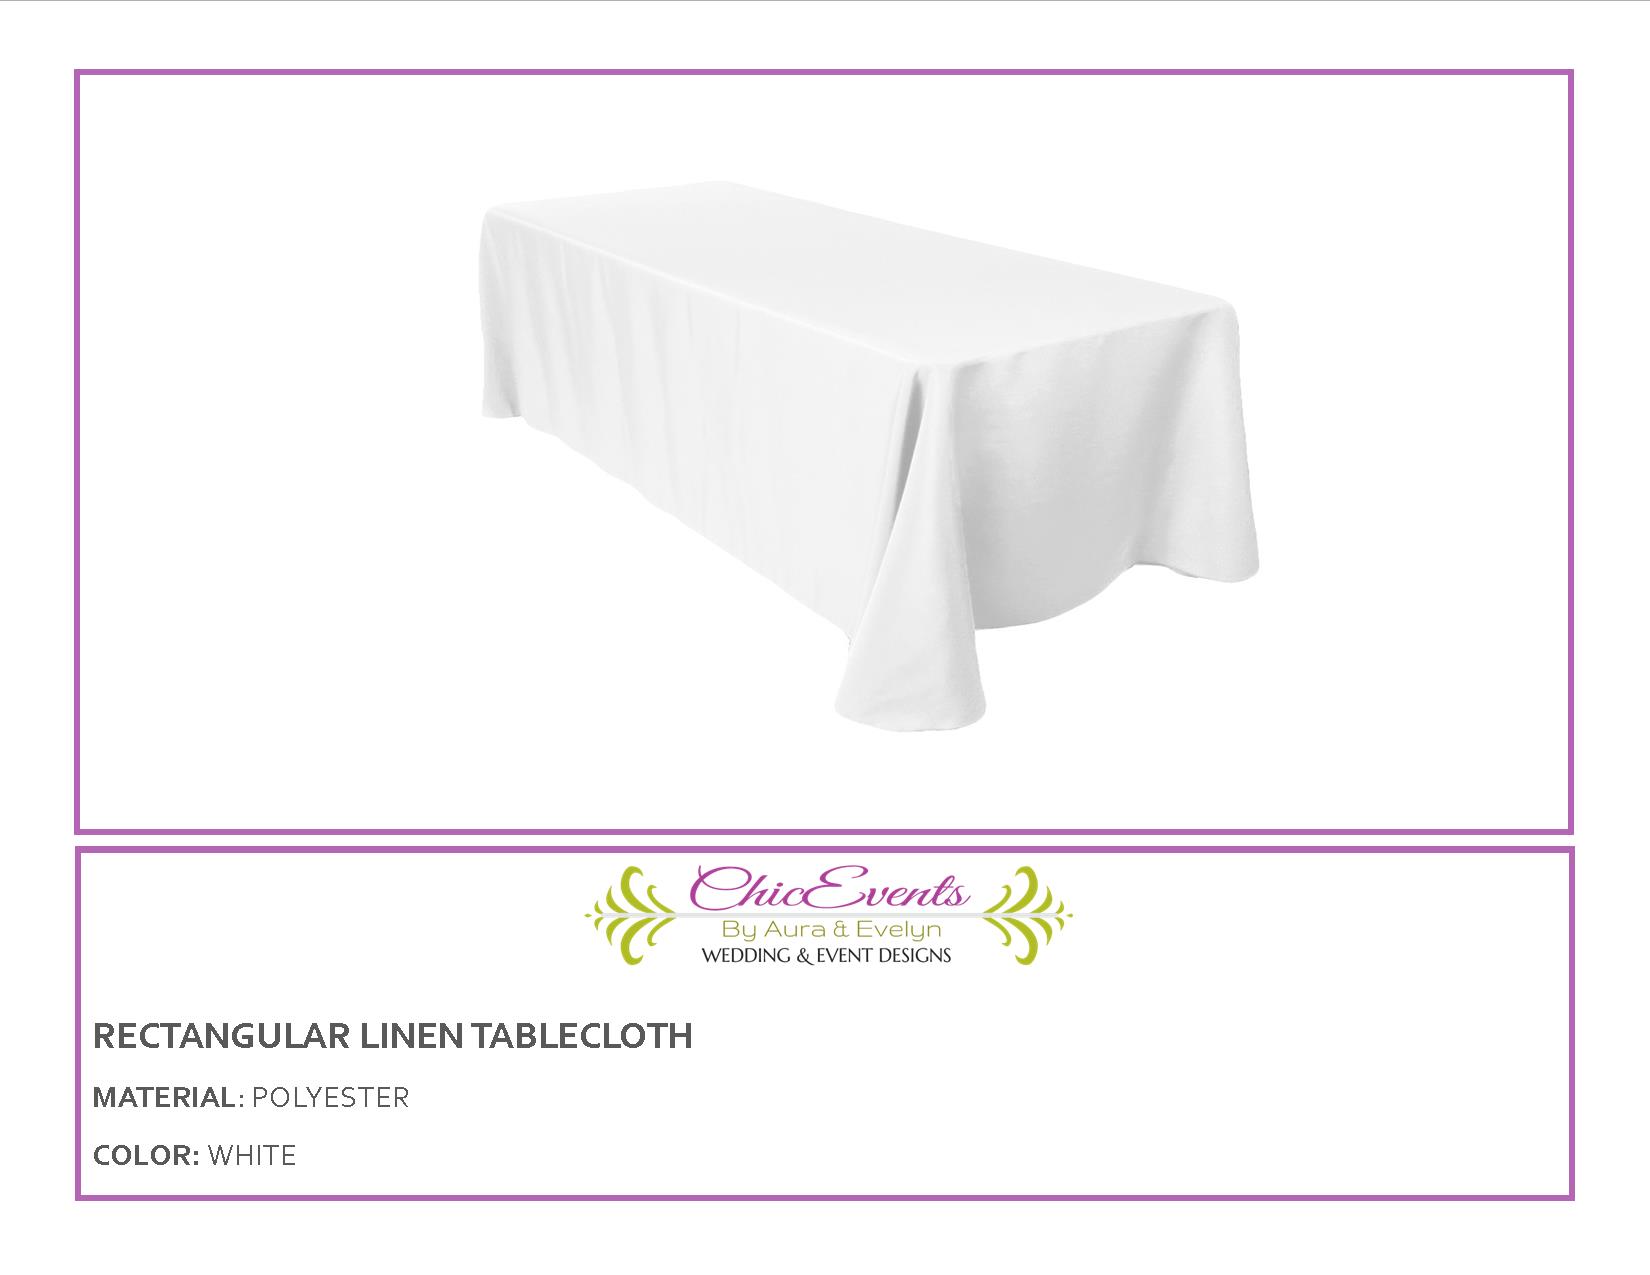 ChicEvents
By Aura & Evelyn
WEDDING & EVENT DESIGNS
RECTANGULAR LINEN TABLECLOTH
MATERIAL: POLYESTER
COLOR: WHITE